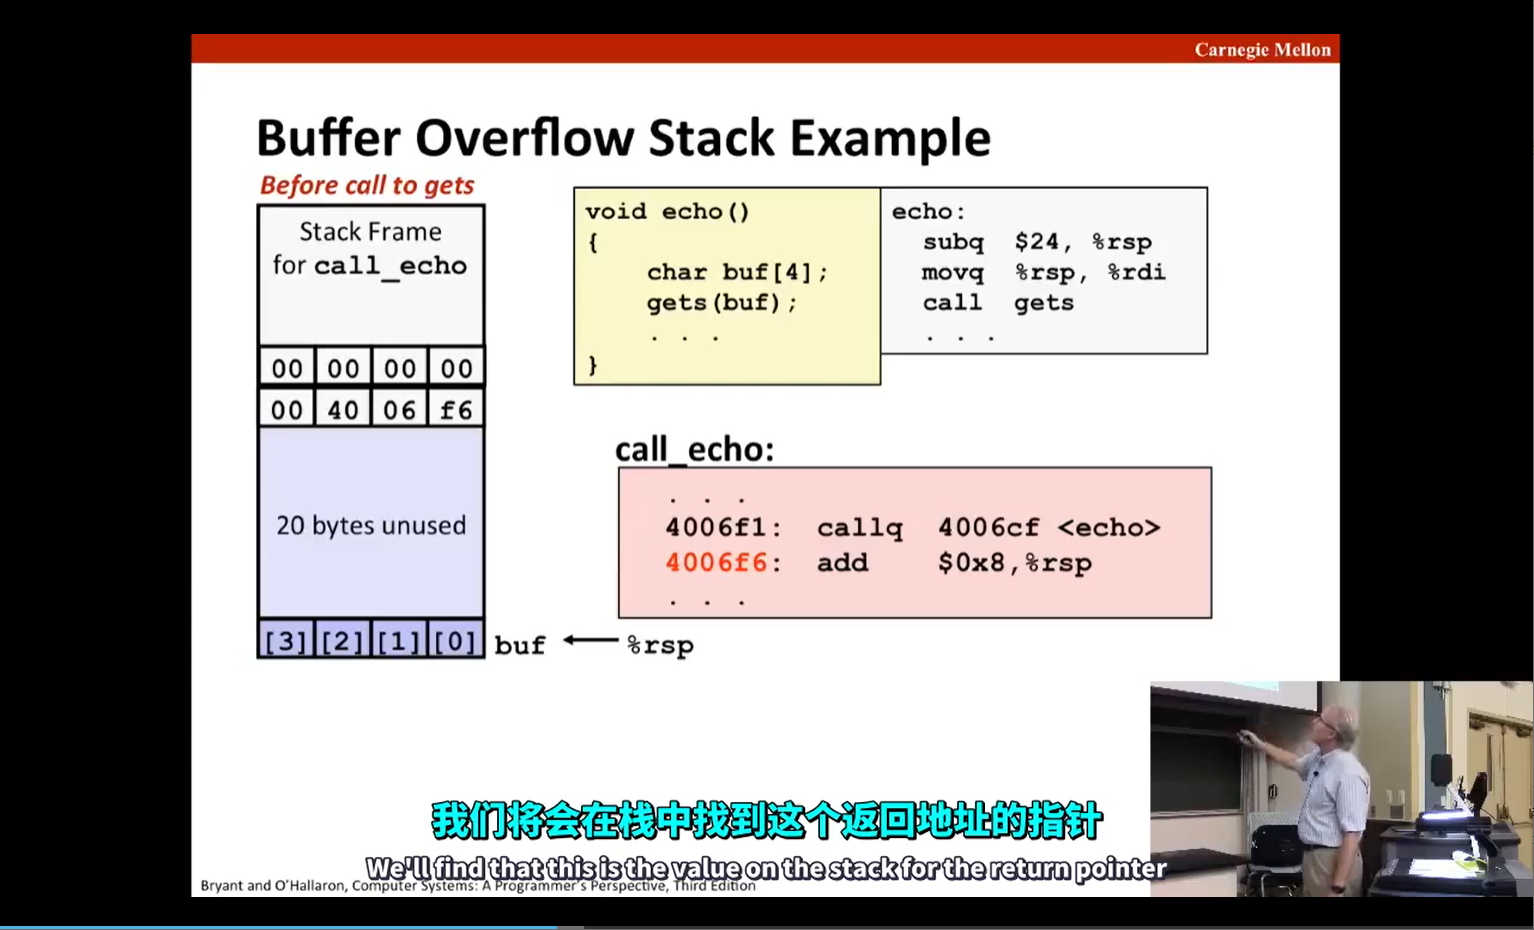 Carnegie Mellon
Buffer Overflow Stack Example
Before call to gets
Stack Frame
for call_echo
00 00 00 00
00 40 06 f6
20 bytes unused
[3] [2] [1] [0] buf %rsp
void echo()
{
    char buf[4];
    gets(buf);
    . . .
}
echo:
  subq $24, %rsp
  movq %rsp, %rdi
  call gets
  . . .
call_echo:
. . .
4006f1: callq 4006cf <echo>
4006f6: add $0x8,%rsp
. . .
我们将会在栈中找到这个返回地址的指针
We'll find that this is the value on the stack for the return pointer
Bryant and O'Hallaron, Computer Systems: A Programmer's Perspective, Third Edition